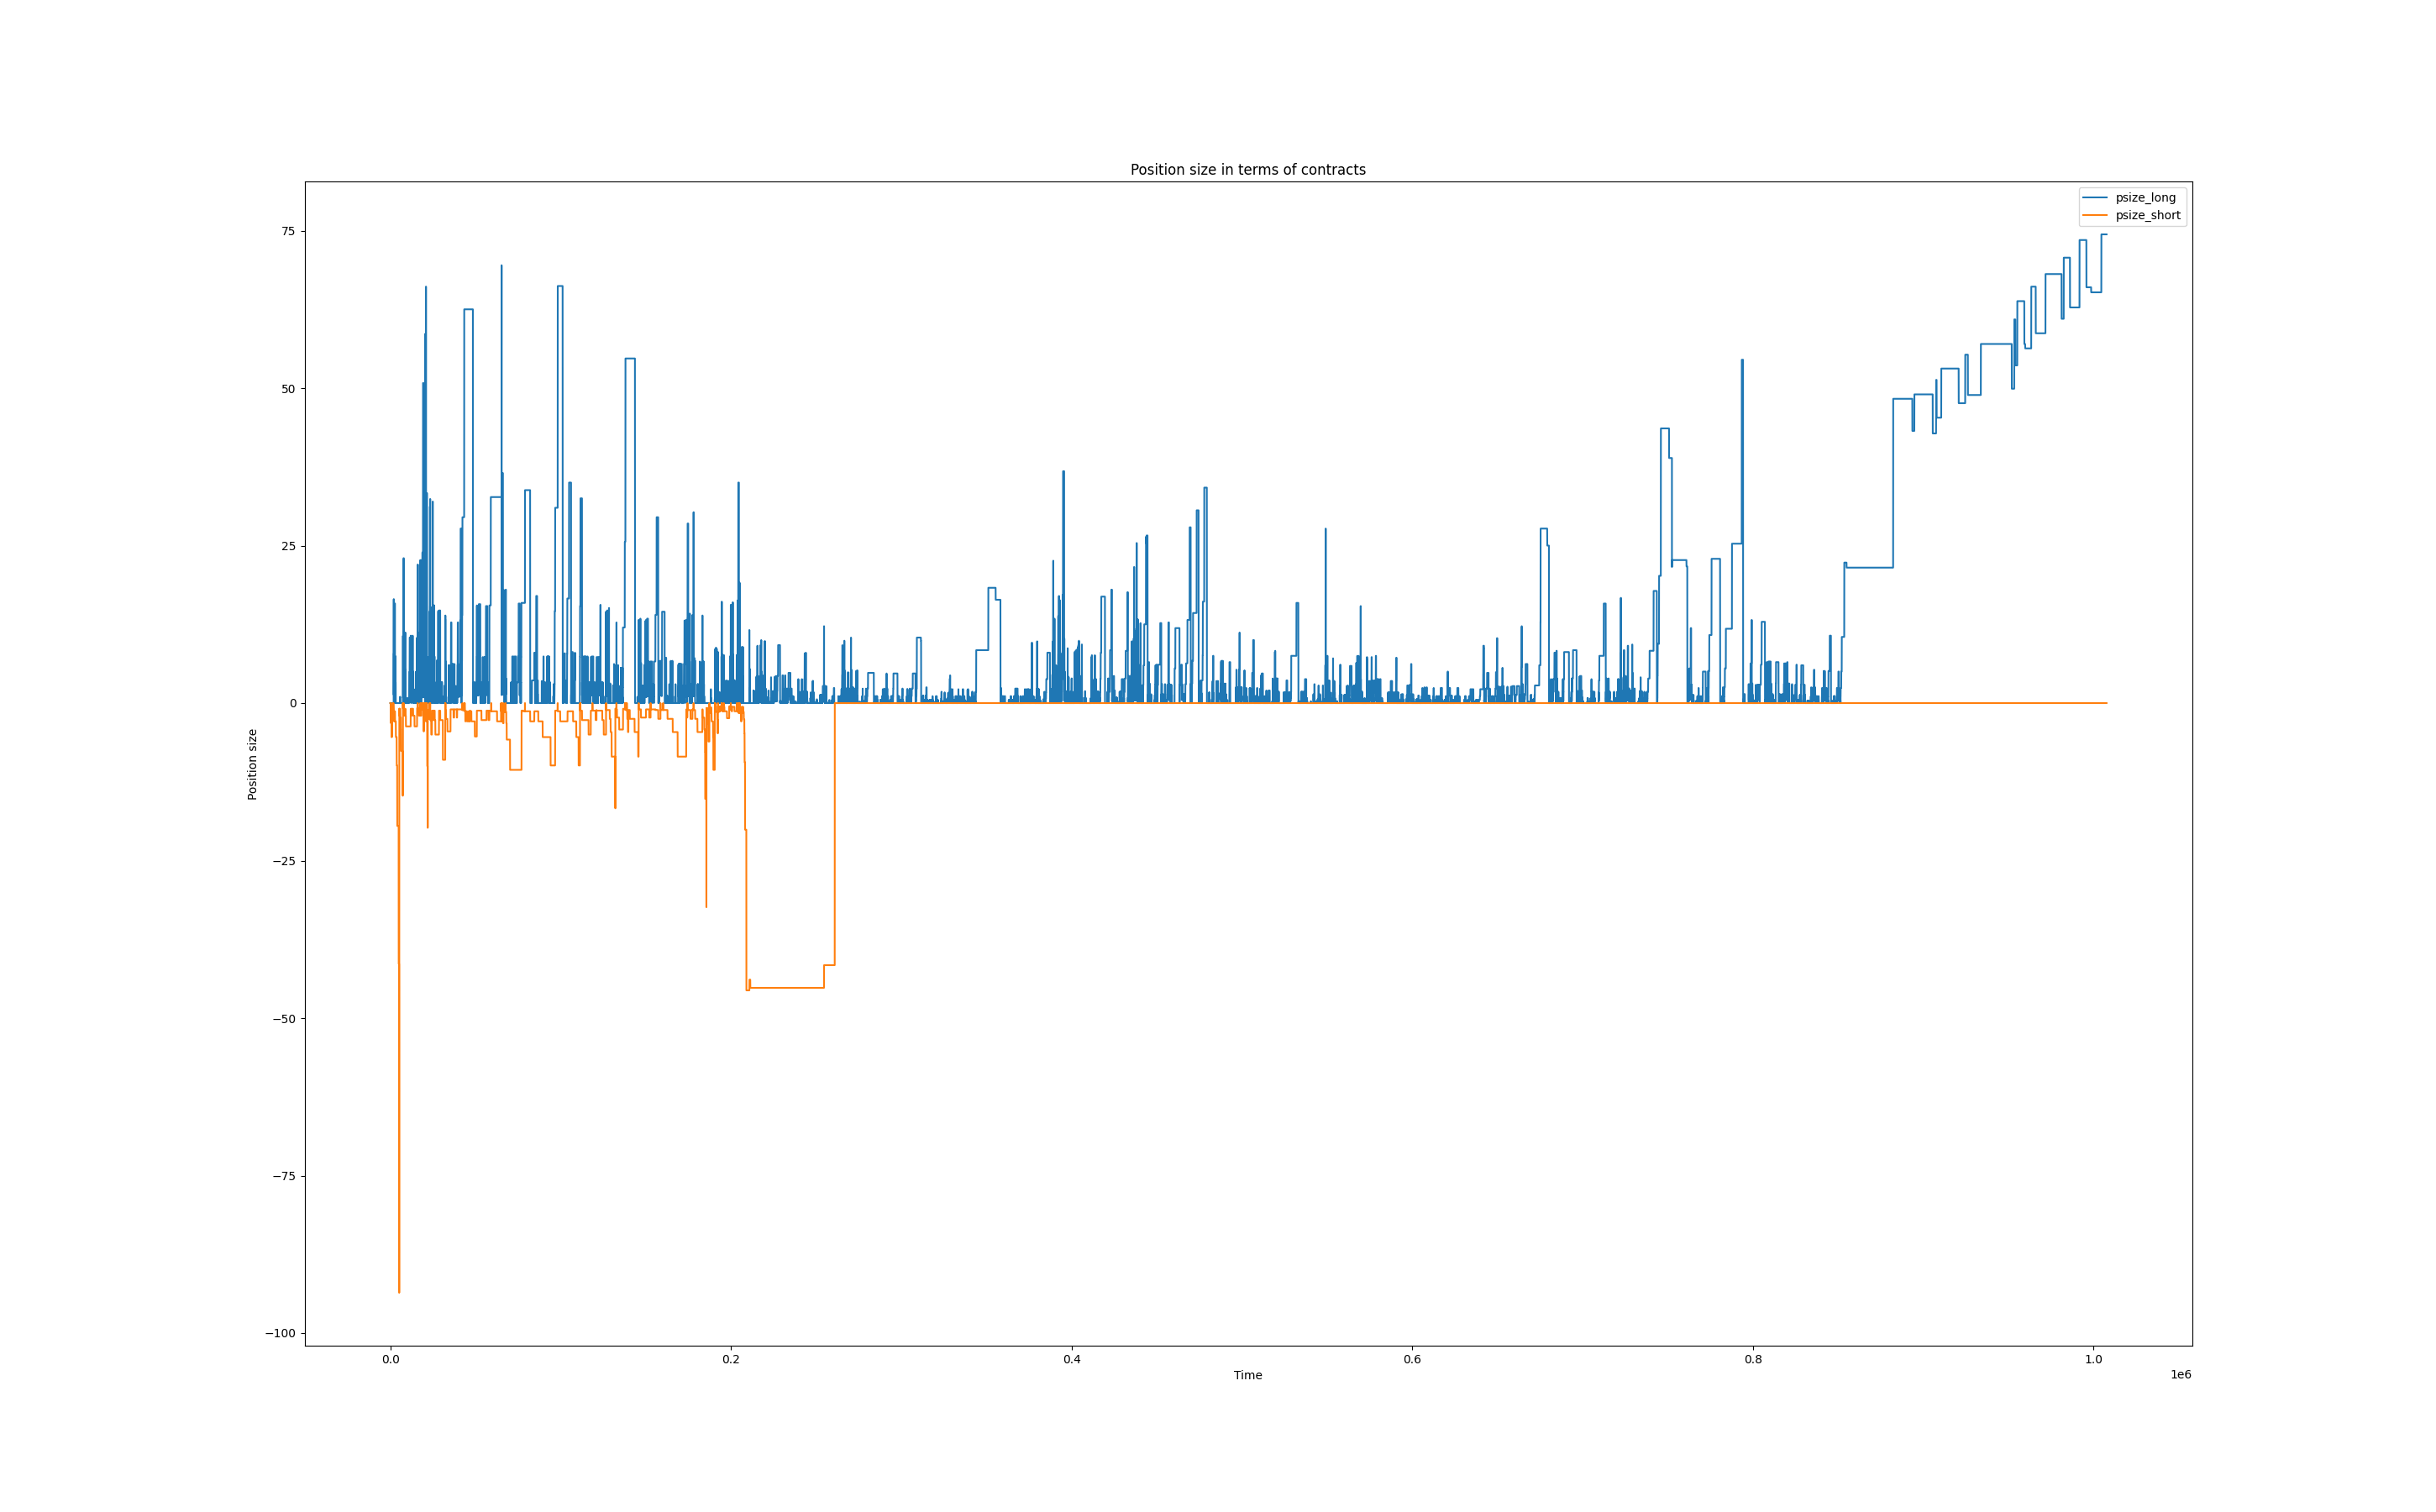 Position size in terms of contracts
psize_long
psize_short
75
50
25
0
−25
−50
−75
−100
Position size
0.0 0.2 0.4 0.6 0.8 1.0
Time
1e6